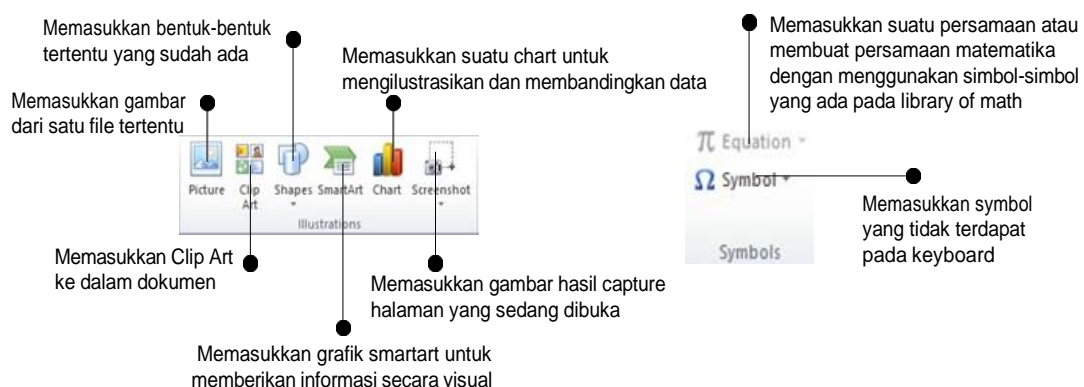 Memasukkan bentuk-bentuk
tertentu yang sudah ada
Memasukkan suatu chart untuk
mengilustrasikan dan membandingkan data
Memasukkan gambar
dari satu file tertentu
Picture
Clip
Art
Shapes
SmartArt
Chart
Screenshot
Illustrations
Memasukkan Clip Art
ke dalam dokumen
Memasukkan gambar hasil capture
halaman yang sedang dibuka
Memasukkan grafik smartart untuk
memberikan informasi secara visual
Memasukkan suatu persamaan atau
membuat persamaan matematika
dengan menggunakan simbol-simbol
yang ada pada library of math
π Equation
Ω Symbol
Symbols
Memasukkan symbol
yang tidak terdapat
pada keyboard